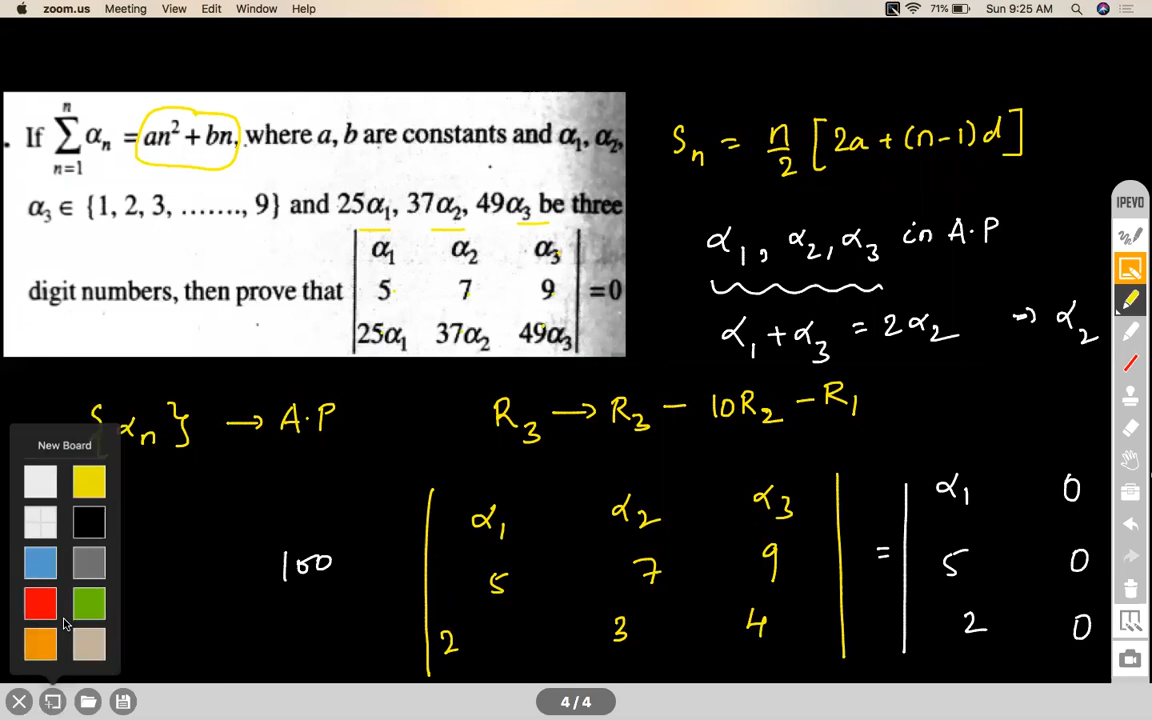 zoom.us Meeting View Edit Window Help 71% Sun 9:25 AM
. If n ∑ n=1 αₙ = an² + bn, where a, b are constants and α₁, α₂,
α₃ ∈ {1, 2, 3, ......., 9} and 25α₁, 37α₂, 49α₃ be three
digit numbers, then prove that | α₁ α₂ α₃ |
| 5 7 9 | =0
| 25α₁ 37α₂ 49α₃ |
Sₙ = n/2 [2a + (n-1)d]
α₁, α₂, α₃ in A.P
α₁ + α₃ = 2α₂ ⇒ α₂
{αₙ} → A.P
R₃ → R₃ - 10R₂ - R₁
| α₁ α₂ α₃ | = | α₁ 0
| 5 7 9 | | 5 0
| 2 3 4 | | 2 0
100
New Board
IPEVO
4/4